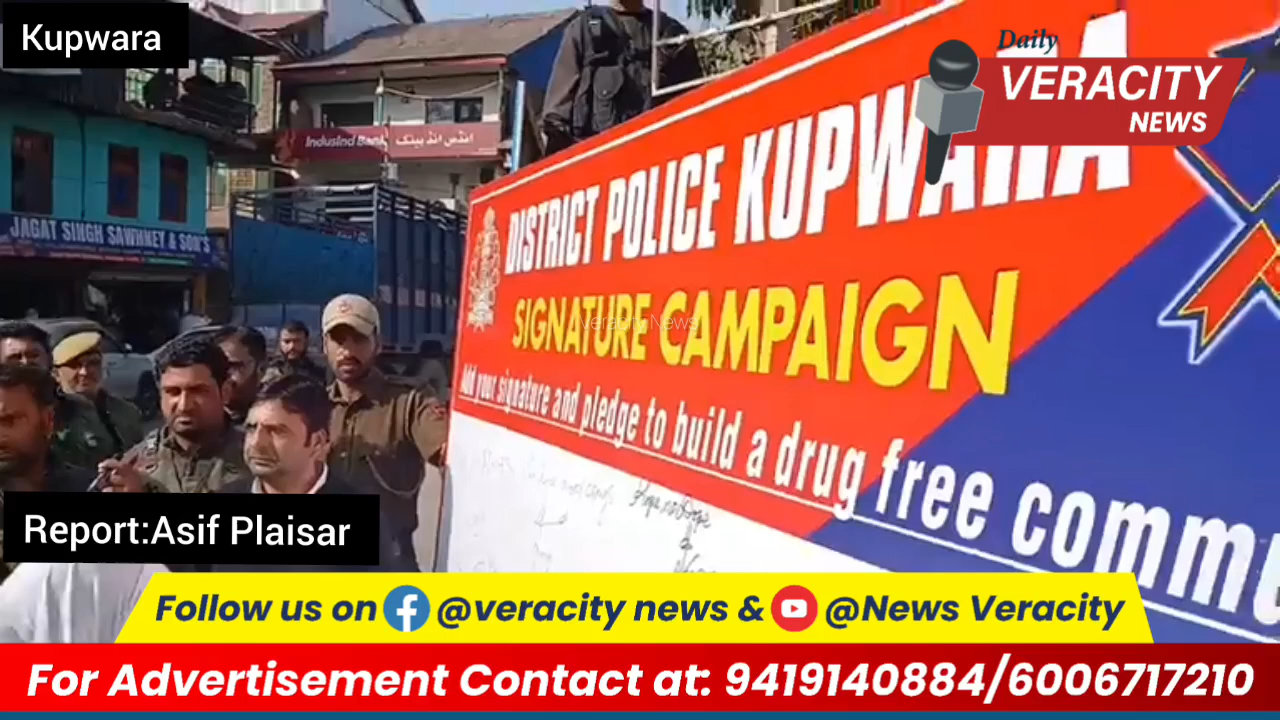 Kupwara
Daily
VERACITY
NEWS
IndusInd Bank انڈس انڈ بینک
JAGAT SINGH SAWHNEY & SON'S
DISTRICT POLICE KUPWARA
SIGNATURE CAMPAIGN
Veracity News
Add your signature and pledge to build a drug free commu
Report:Asif Plaisar
Follow us on @veracity news & @News Veracity
For Advertisement Contact at: 9419140884/6006717210